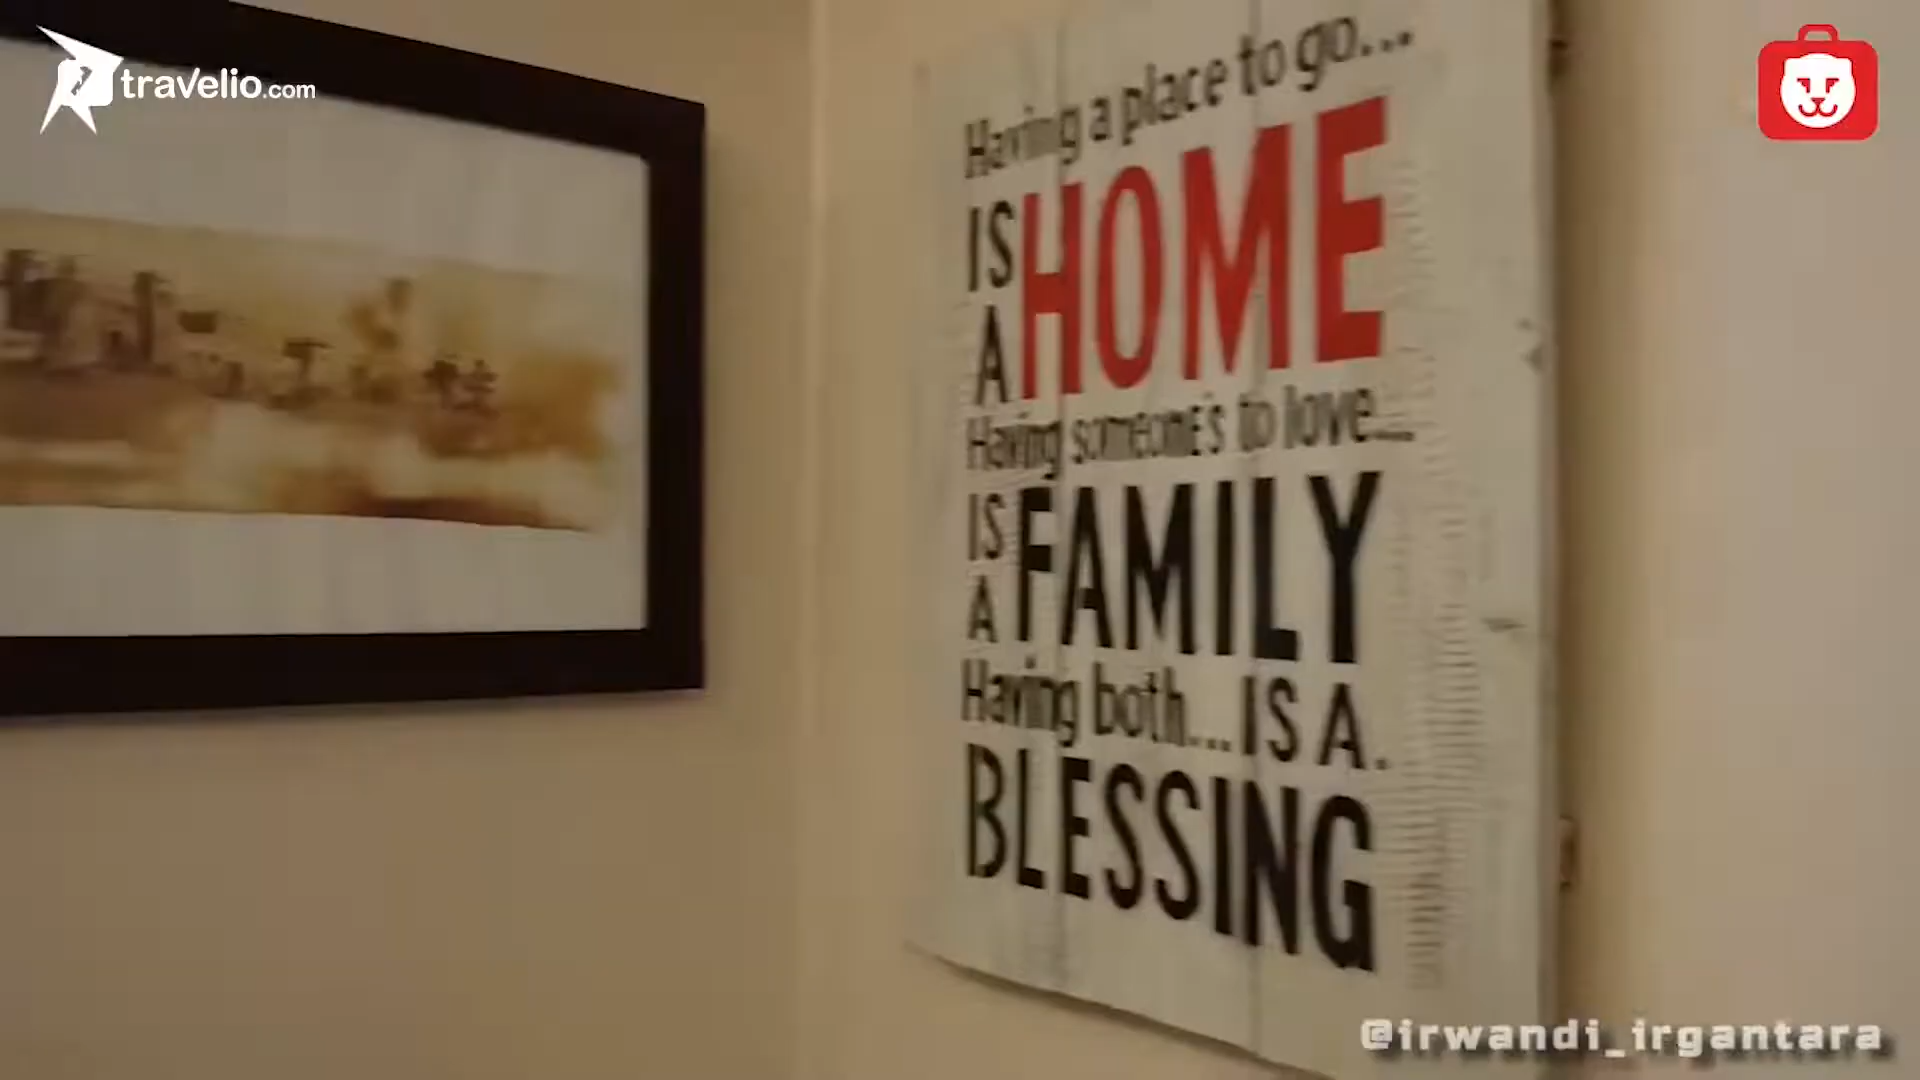 travelio.com
Having a place to go...
IS
A HOME
Having someone's to love...
IS
A FAMILY
Having both...IS A.
BLESSING
@irwandi_irgantara